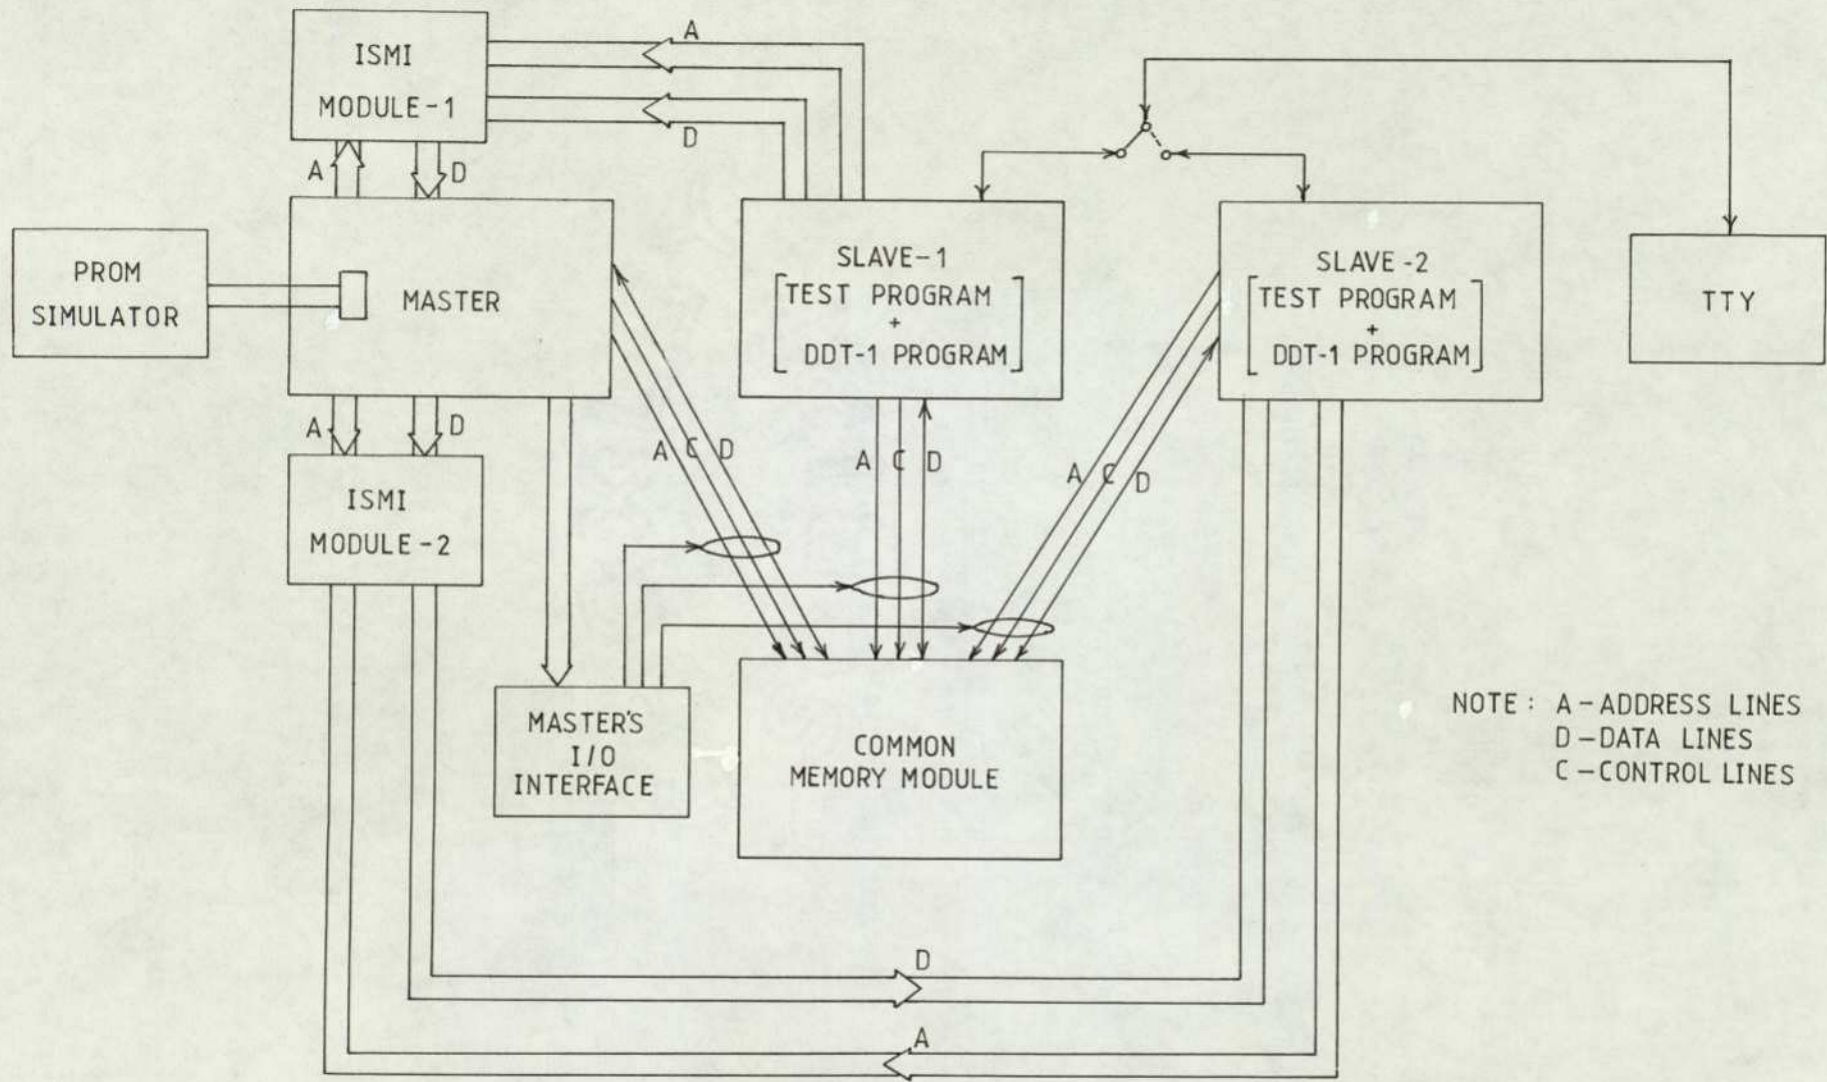 ISMI
MODULE-1
A
D
A
D
PROM
SIMULATOR
MASTER
SLAVE-1
TEST PROGRAM
+
DDT-1 PROGRAM
SLAVE-2
TEST PROGRAM
+
DDT-1 PROGRAM
TTY
A
D
A C D
A C D
A C D
ISMI
MODULE-2
MASTER'S
I/O
INTERFACE
COMMON
MEMORY MODULE
NOTE: A-ADDRESS LINES
D-DATA LINES
C-CONTROL LINES
D
A